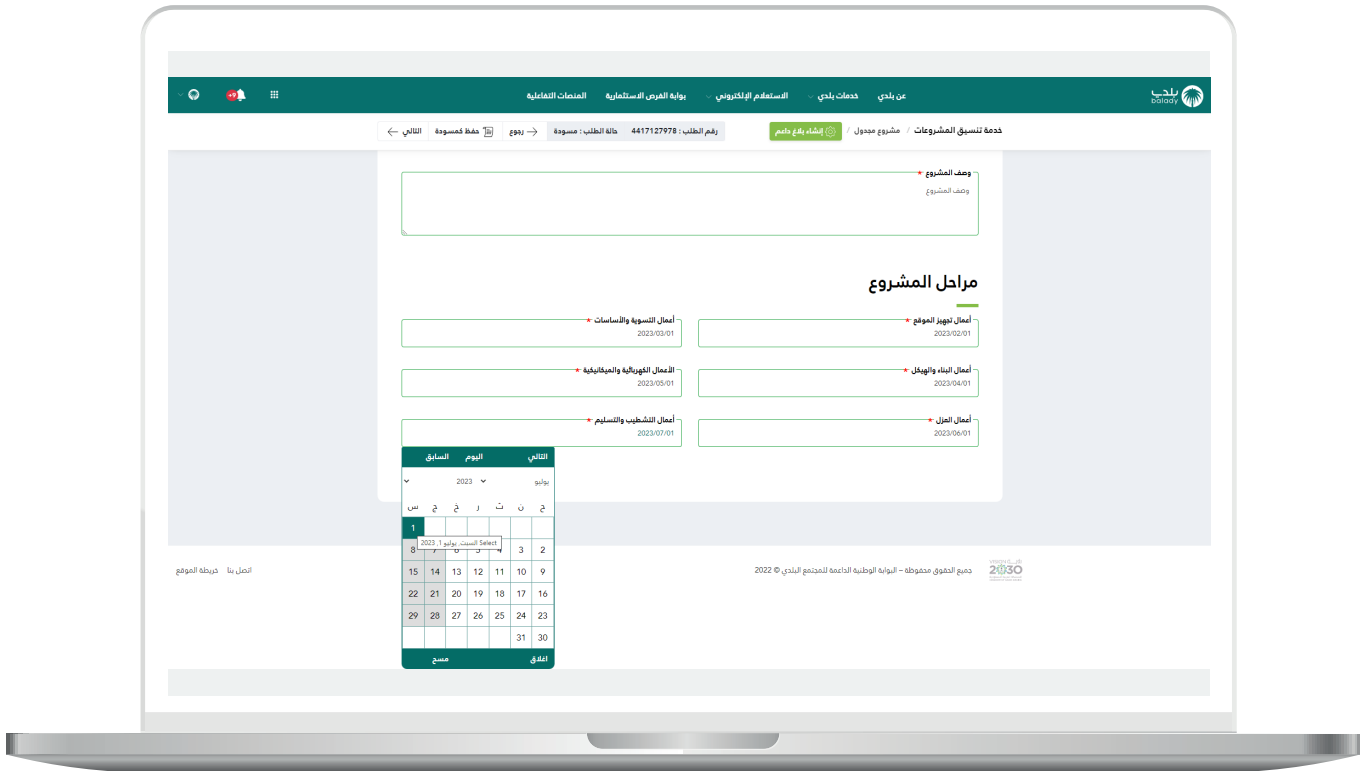 بلدي
balady
عن بلدي
خدمات بلدي
الاستعلام الإلكتروني
بوابة الفرص الاستثمارية
المنصات التفاعلية
+9
خدمة تنسيق المشروعات / مشروع مجدول /
إنشاء بلاغ داعم
رقم الطلب : 4417127978
حالة الطلب : مسودة
رجوع
حفظ كمسودة
التالي
وصف المشروع *
وصف المشروع
مراحل المشروع
أعمال تجهيز الموقع *
2023/02/01
أعمال التسوية والأساسات *
2023/03/01
أعمال البناء والهيكل *
2023/04/01
الأعمال الكهربائية والميكانيكية *
2023/05/01
أعمال العزل *
2023/06/01
أعمال التشطيب والتسليم *
2023/07/01
التالي اليوم السابق
يوليو 2023
ح ن ث ر خ ج س
1
Select السبت, يوليو 1, 2023
2 3 4 5 6 7 8
9 10 11 12 13 14 15
16 17 18 19 20 21 22
23 24 25 26 27 28 29
30 31
اغلاق مسح
2030
جميع الحقوق محفوظة – البوابة الوطنية الداعمة للمجتمع البلدي © 2022
اتصل بنا
خريطة الموقع